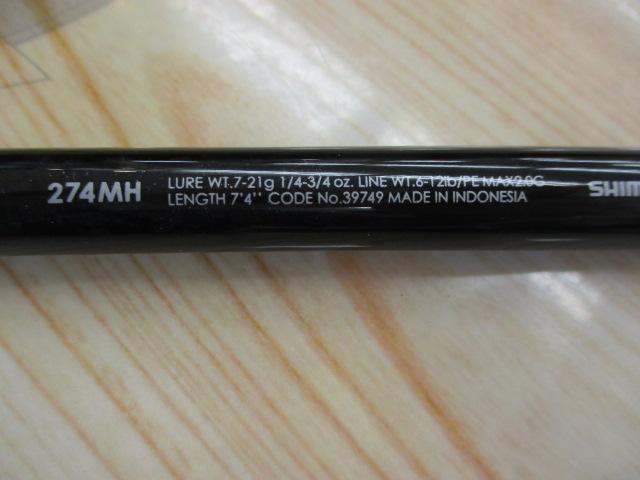 274MH
LURE WT.7-21g 1/4-3/4 oz. LINE WT.6-12lb/PE MAX2.0G
LENGTH 7'4'' CODE No.39749 MADE IN INDONESIA
SHIM